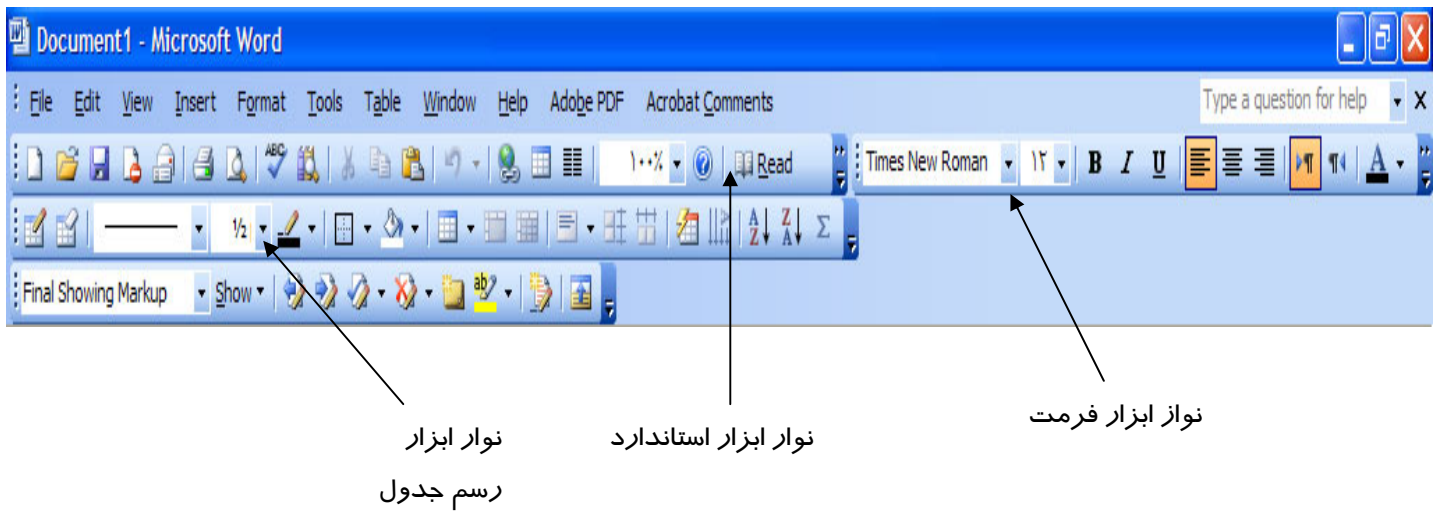 Document1 - Microsoft Word
File Edit View Insert Format Tools Table Window Help Adobe PDF Acrobat Comments Type a question for help
ABC ۱۰۰% Read Times New Roman ۱۲ B I U A
½ A Z Z A Σ
Final Showing Markup Show ab
نواز ابزار فرمت
نوار ابزار استاندارد
نوار ابزار
رسم جدول